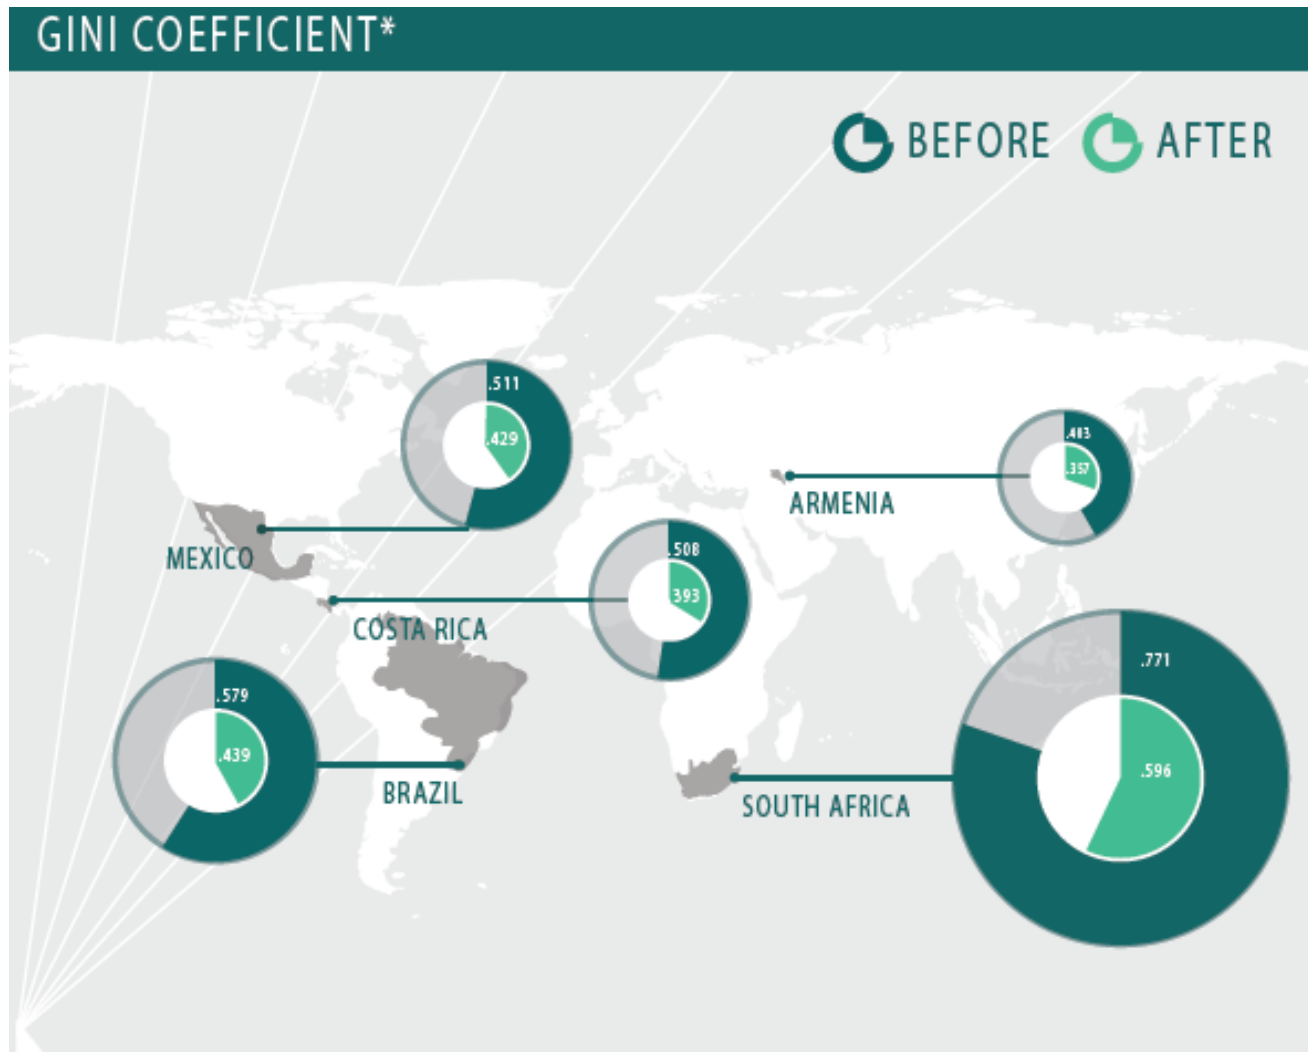 GINI COEFFICIENT*
BEFORE AFTER
.511
.429
MEXICO
.483
.357
ARMENIA
.508
393
COSTA RICA
.579
.439
BRAZIL
.771
.596
SOUTH AFRICA